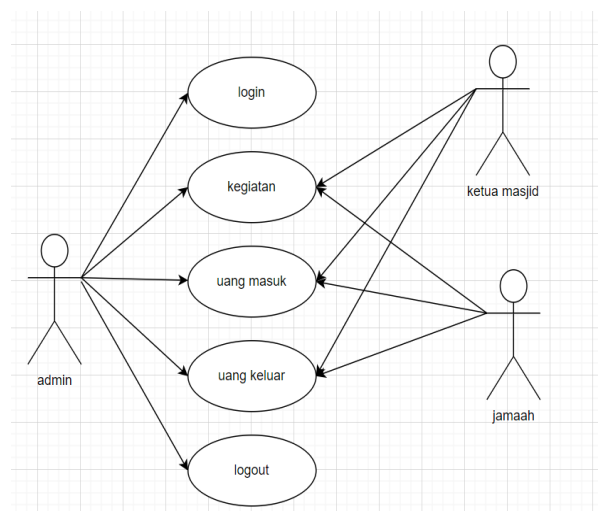 login
kegiatan
ketua masjid
uang masuk
uang keluar
admin
jamaah
logout